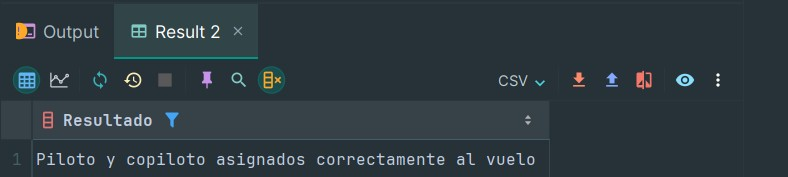 Output
Result 2
CSV
Resultado
1 Piloto y copiloto asignados correctamente al vuelo